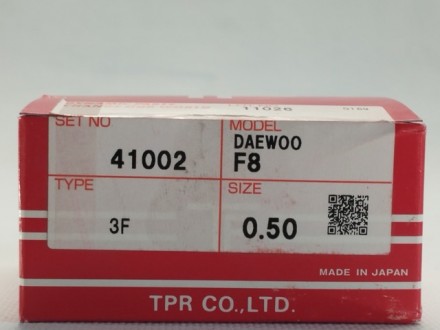 11026
SET NO
MODEL
DAEWOO
41002
F8
TYPE
SIZE
3F
0.50
MADE IN JAPAN
TPR CO.,LTD.